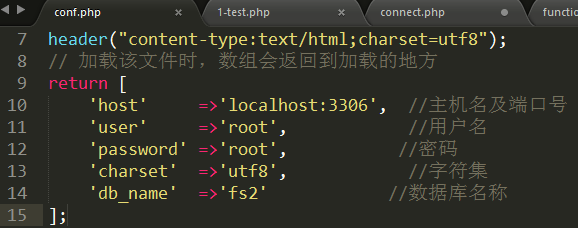 conf.php × 1-test.php × connect.php functio
7 header("content-type:text/html;charset=utf8");
8 // 加载该文件时，数组会返回到加载的地方
9 return [
10 'host' =>'localhost:3306', //主机名及端口号
11 'user' =>'root', //用户名
12 'password' =>'root', //密码
13 'charset' =>'utf8', //字符集
14 'db_name' =>'fs2' //数据库名称
15 ];